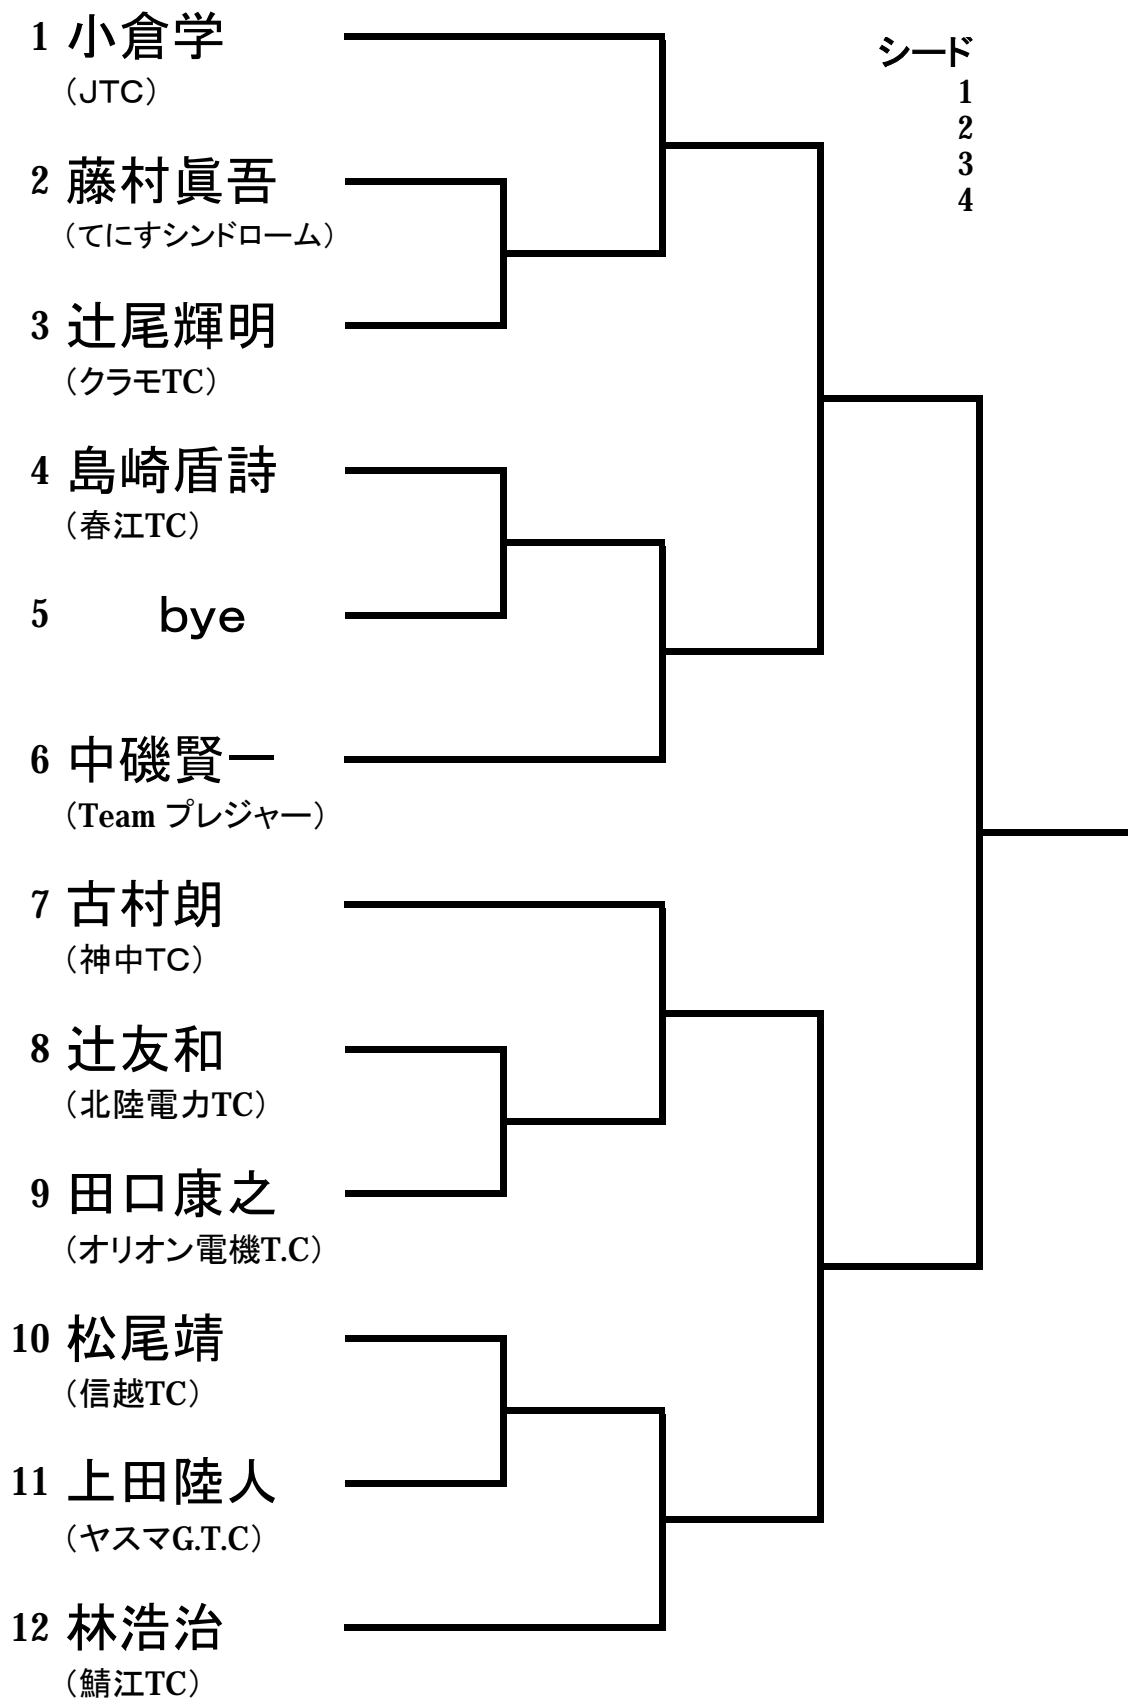 1 小倉学
（ＪＴＣ）
2 藤村眞吾
（てにすシンドローム）
3 辻尾輝明
（クラモTC）
4 島崎盾詩
（春江TC）
5 ｂｙｅ
6 中磯賢一
（Team プレジャー）
7 古村朗
（神中ＴＣ）
8 辻友和
（北陸電力TC）
9 田口康之
（オリオン電機T.C）
10 松尾靖
（信越TC）
11 上田陸人
（ヤスマG.T.C）
12 林浩治
（鯖江TC）
シード
1
2
3
4